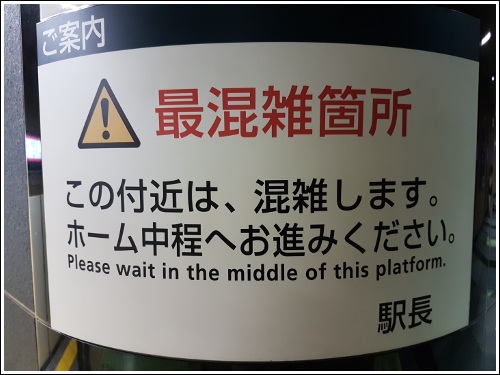 ご案内
最混雑箇所
この付近は、混雑します。
ホーム中程へお進みください。
Please wait in the middle of this platform.
駅長